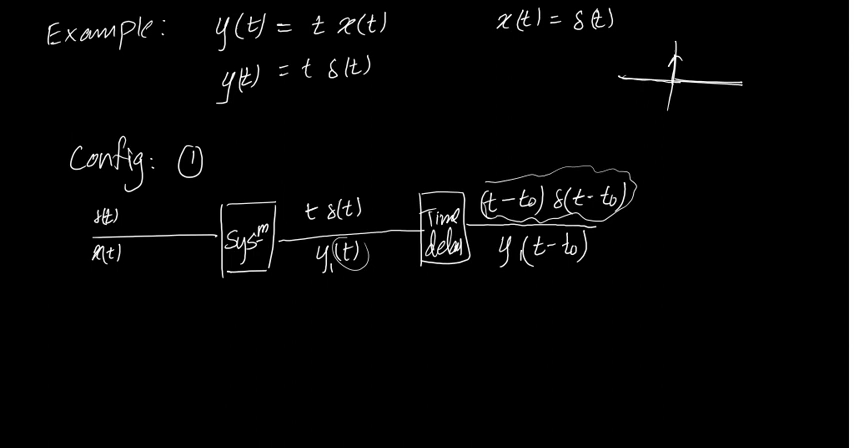 Example: y(t) = t x(t) x(t) = δ(t)
y(t) = t δ(t)
Config: ①
δ(t) t δ(t) (t-t₀) δ(t-t₀)
Sysm Time delay
x(t) y₁(t) y₁(t-t₀)